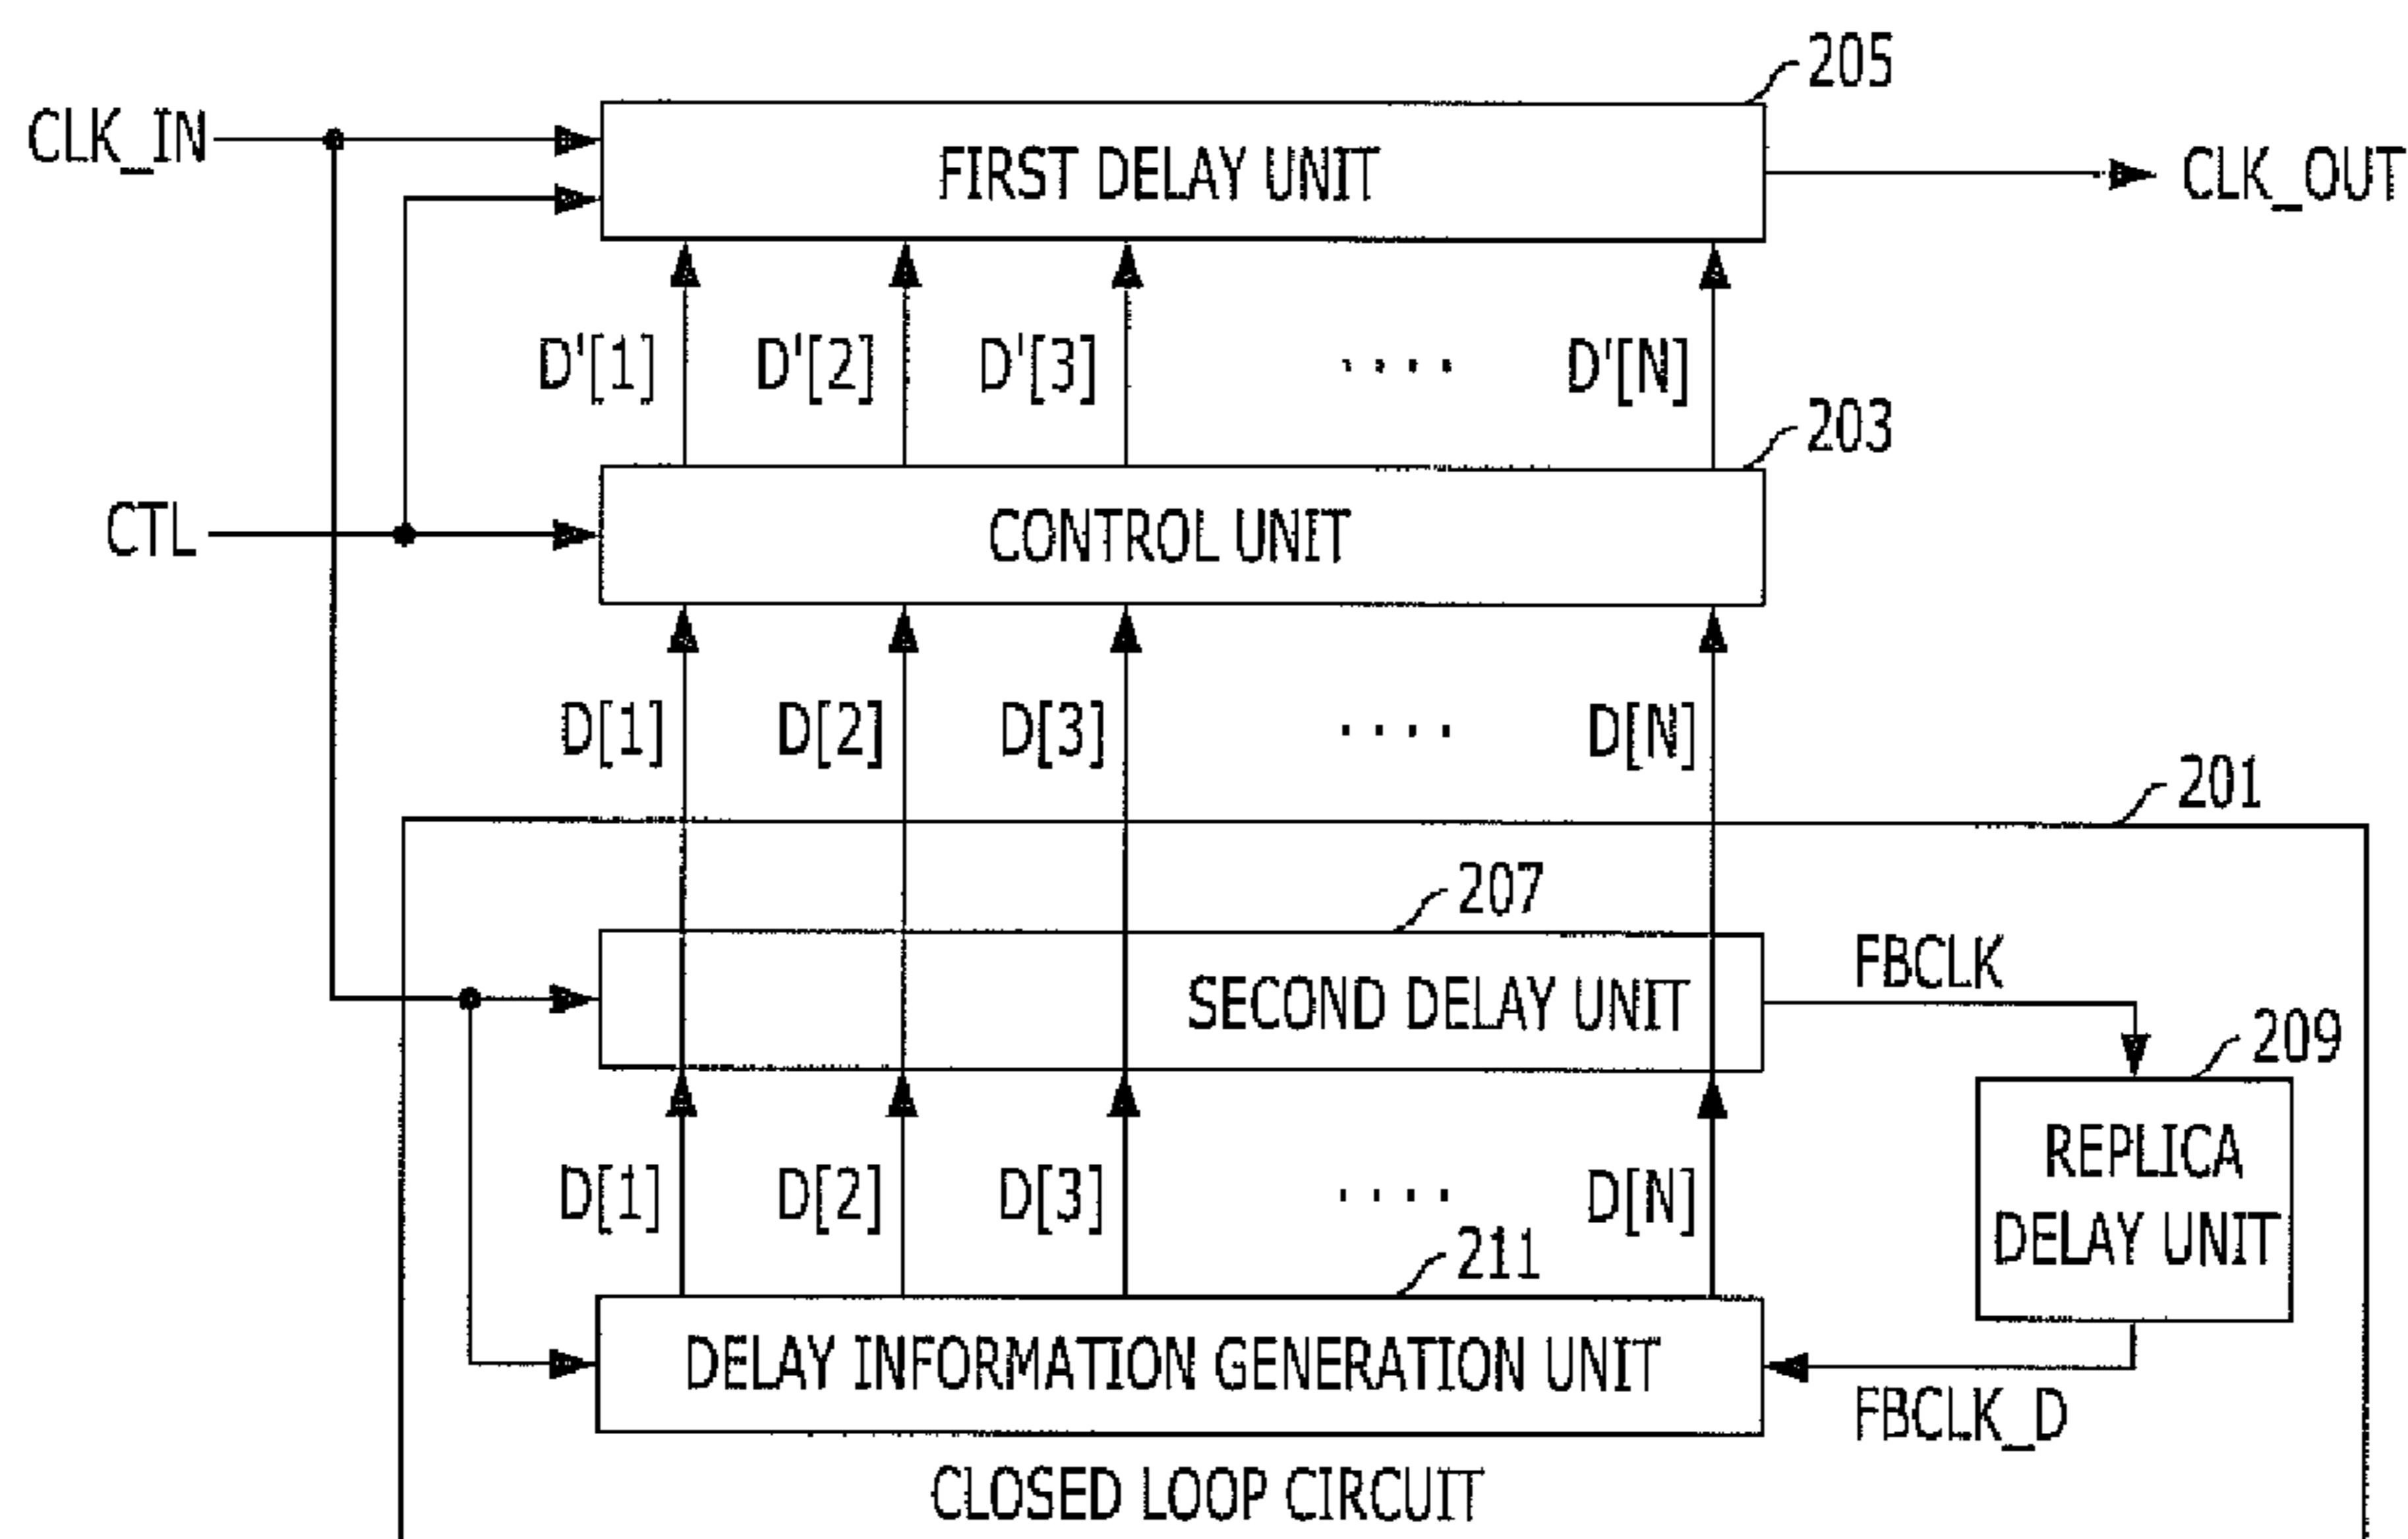 205
CLK_IN
FIRST DELAY UNIT
CLK_OUT
D'[1] D'[2] D'[3] .... D'[N]
203
CTL
CONTROL UNIT
D[1] D[2] D[3] .... D[N]
201
207
SECOND DELAY UNIT
FBCLK
209
REPLICA
DELAY UNIT
D[1] D[2] D[3] .... D[N]
211
DELAY INFORMATION GENERATION UNIT
FBCLK_D
CLOSED LOOP CIRCUIT